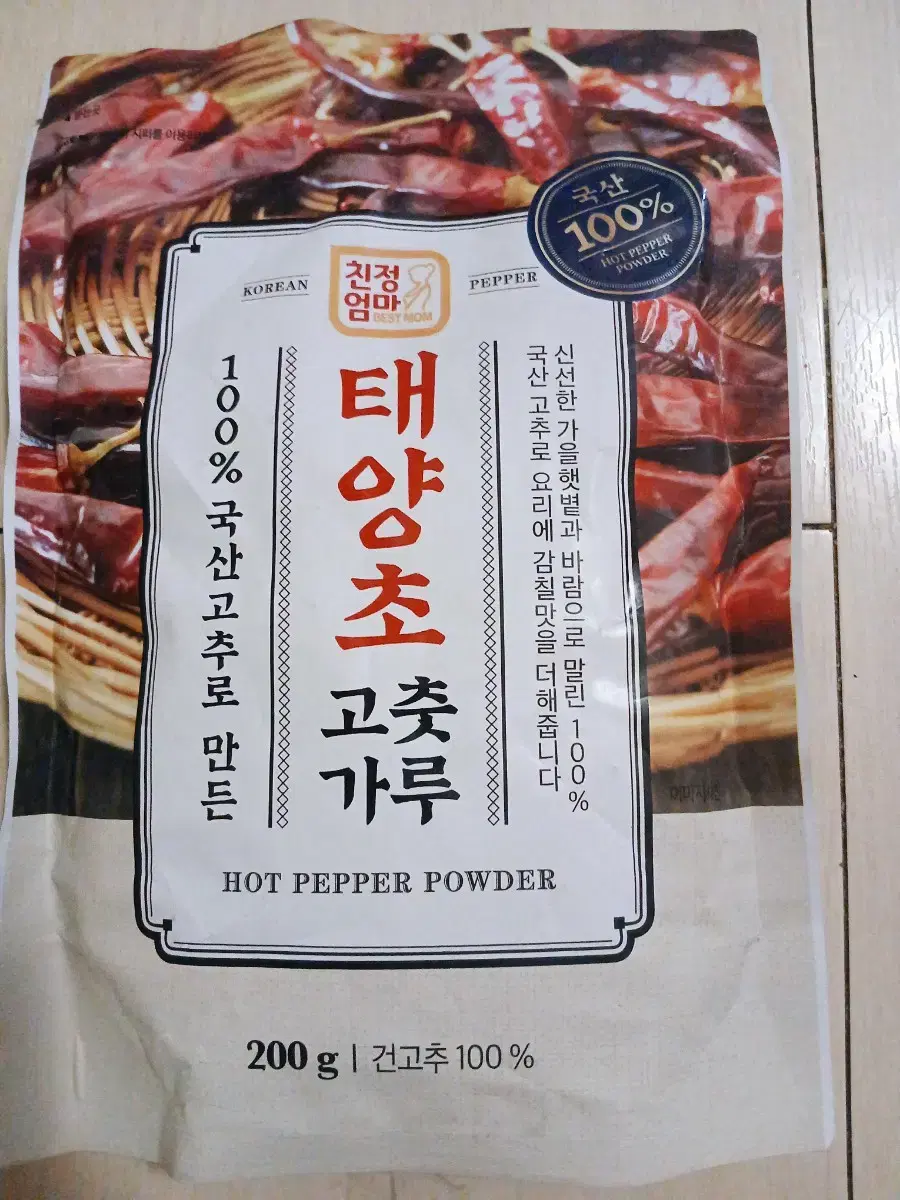 국산
100%
HOT PEPPER
POWDER
KOREAN
친정
엄마
BEST MOM
PEPPER
태양초
고춧
가루
신선한 가을햇볕과 바람으로 말린 100%
국산 고추로 요리에 감칠맛을 더해줍니다
100% 국산고추로 만든
HOT PEPPER POWDER
200 g | 건고추 100 %